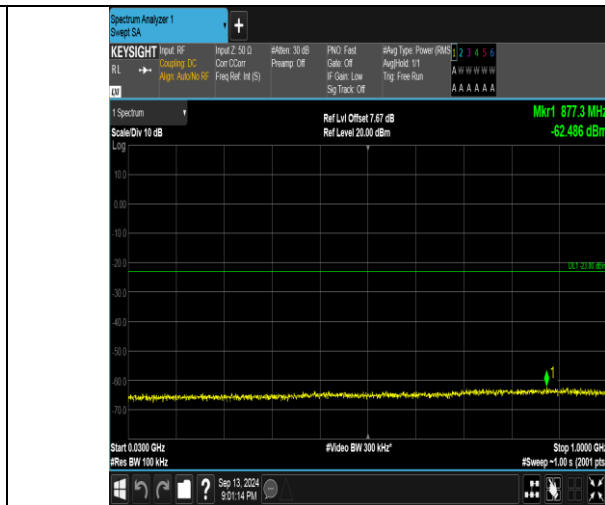 Spectrum Analyzer 1
Swept SA
+
KEYSIGHT Input: RF Input Z: 50 Ω #Atten: 30 dB PNO: Fast #Avg Type: Power (RMS 1 2 3 4 5 6
RL Coupling: DC Corr CCorr Preamp: Off Gate: Off Avg|Hold: 1/1 A W W W W W
Align: Auto/No RF Freq Ref: Int (S) IF Gain: Low Trig: Free Run
Sig Track: Off A A A A A A
LXI
1 Spectrum Ref Lvl Offset 7.67 dB Mkr1 877.3 MHz
Scale/Div 10 dB Ref Level 20.00 dBm -62.486 dBm
Log
10.0
0.00
-10.0
-20.0
DL1 -23.00 dBm
-30.0
-40.0
-50.0
1
-60.0
-70.0
Start 0.0300 GHz #Video BW 300 kHz* Stop 1.0000 GHz
#Res BW 100 kHz #Sweep ~1.00 s (2001 pts
? Sep 13, 2024
9:01:14 PM